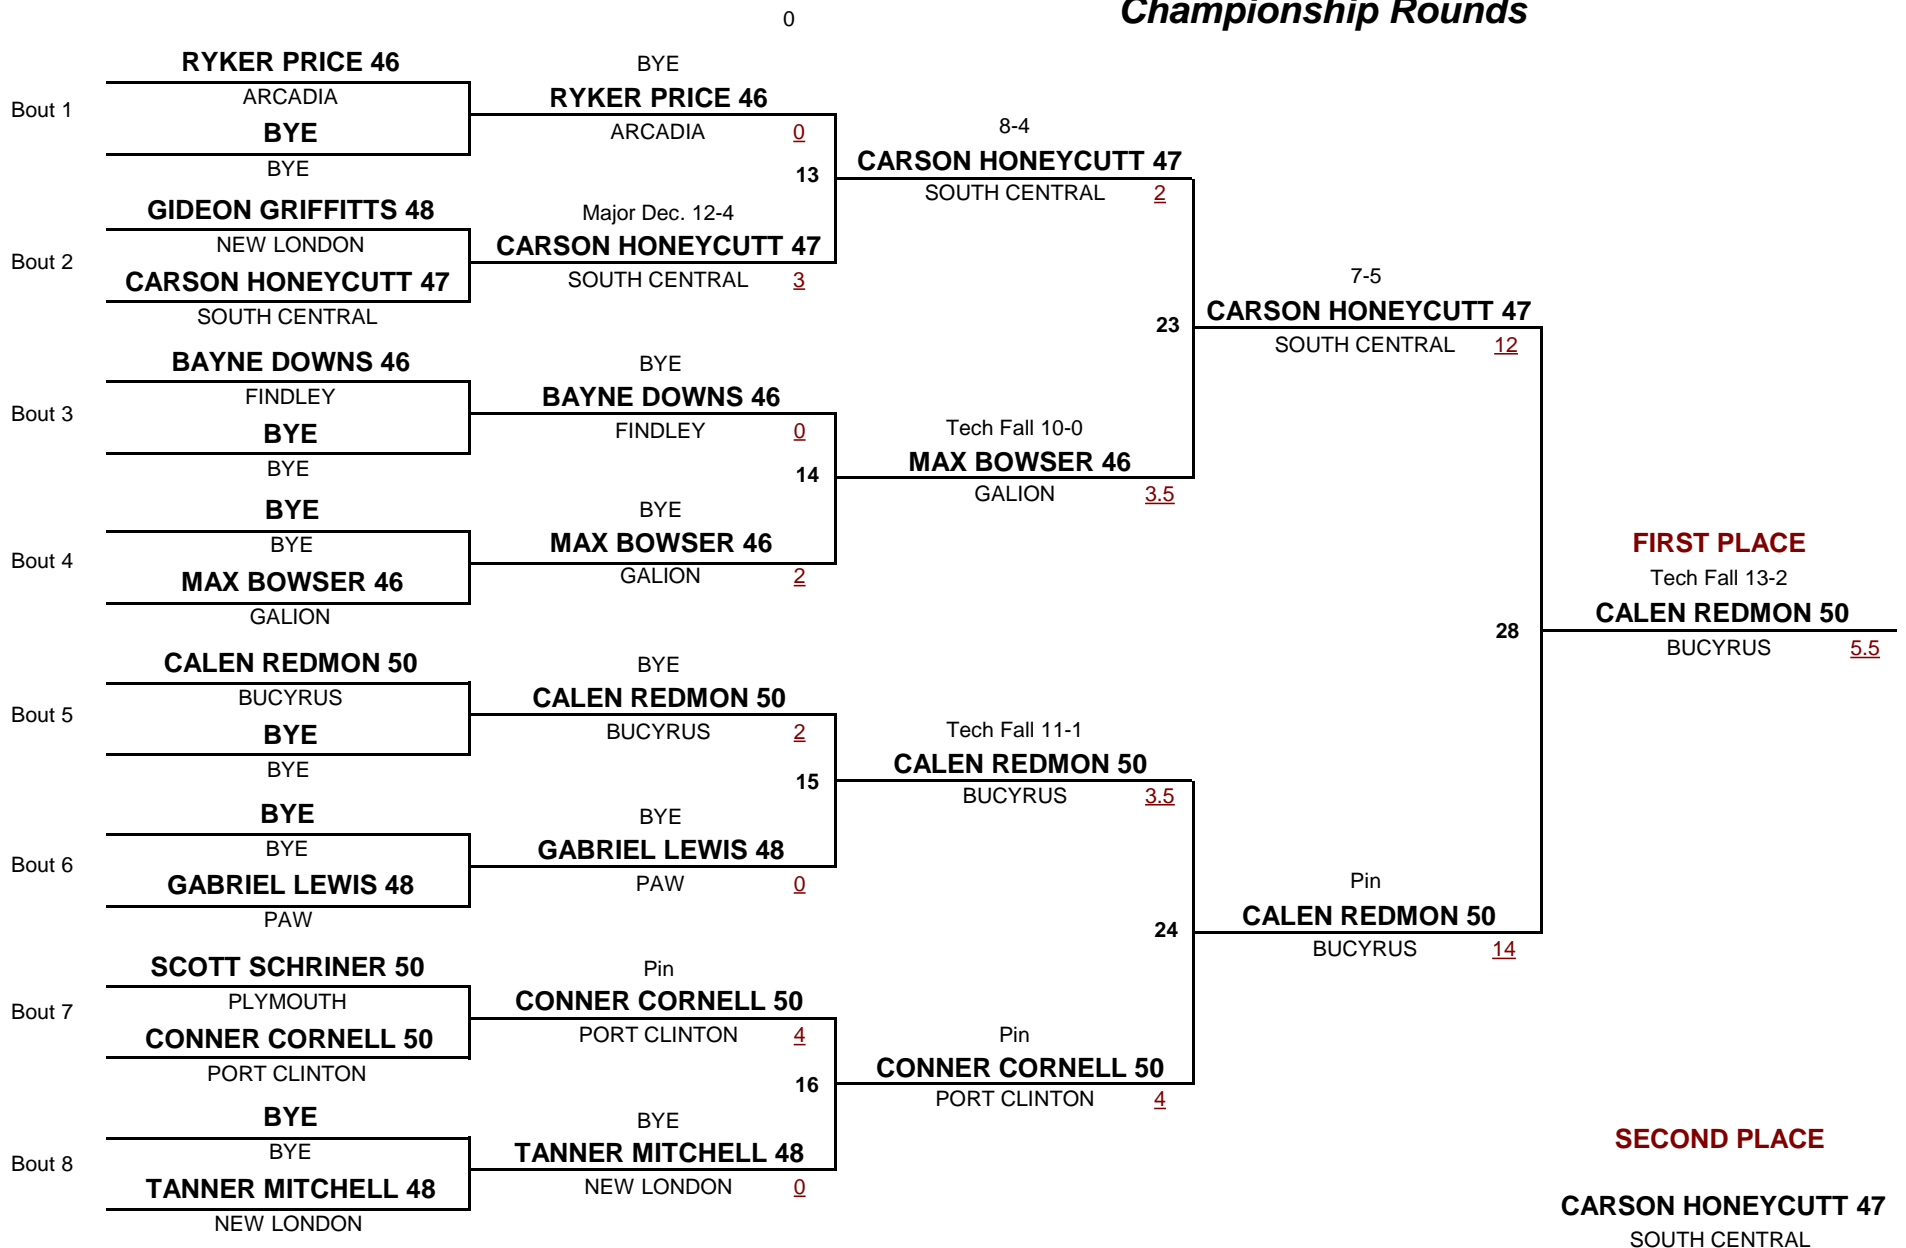 0
Championship Rounds
RYKER PRICE 46
ARCADIA
Bout 1
BYE
BYE
GIDEON GRIFFITTS 48
NEW LONDON
Bout 2
CARSON HONEYCUTT 47
SOUTH CENTRAL
BAYNE DOWNS 46
FINDLEY
Bout 3
BYE
BYE
BYE
BYE
Bout 4
MAX BOWSER 46
GALION
CALEN REDMON 50
BUCYRUS
Bout 5
BYE
BYE
BYE
BYE
Bout 6
GABRIEL LEWIS 48
PAW
SCOTT SCHRINER 50
PLYMOUTH
Bout 7
CONNER CORNELL 50
PORT CLINTON
BYE
BYE
Bout 8
TANNER MITCHELL 48
NEW LONDON
BYE
RYKER PRICE 46
ARCADIA 0
13
Major Dec. 12-4
CARSON HONEYCUTT 47
SOUTH CENTRAL 3
BYE
BAYNE DOWNS 46
FINDLEY 0
14
BYE
MAX BOWSER 46
GALION 2
BYE
CALEN REDMON 50
BUCYRUS 2
15
BYE
GABRIEL LEWIS 48
PAW 0
Pin
CONNER CORNELL 50
PORT CLINTON 4
16
BYE
TANNER MITCHELL 48
NEW LONDON 0
8-4
CARSON HONEYCUTT 47
SOUTH CENTRAL 2
23
Tech Fall 10-0
MAX BOWSER 46
GALION 3.5
Tech Fall 11-1
CALEN REDMON 50
BUCYRUS 3.5
24
Pin
CONNER CORNELL 50
PORT CLINTON 4
7-5
CARSON HONEYCUTT 47
SOUTH CENTRAL 12
28
Pin
CALEN REDMON 50
BUCYRUS 14
FIRST PLACE
Tech Fall 13-2
CALEN REDMON 50
BUCYRUS 5.5
SECOND PLACE
CARSON HONEYCUTT 47
SOUTH CENTRAL